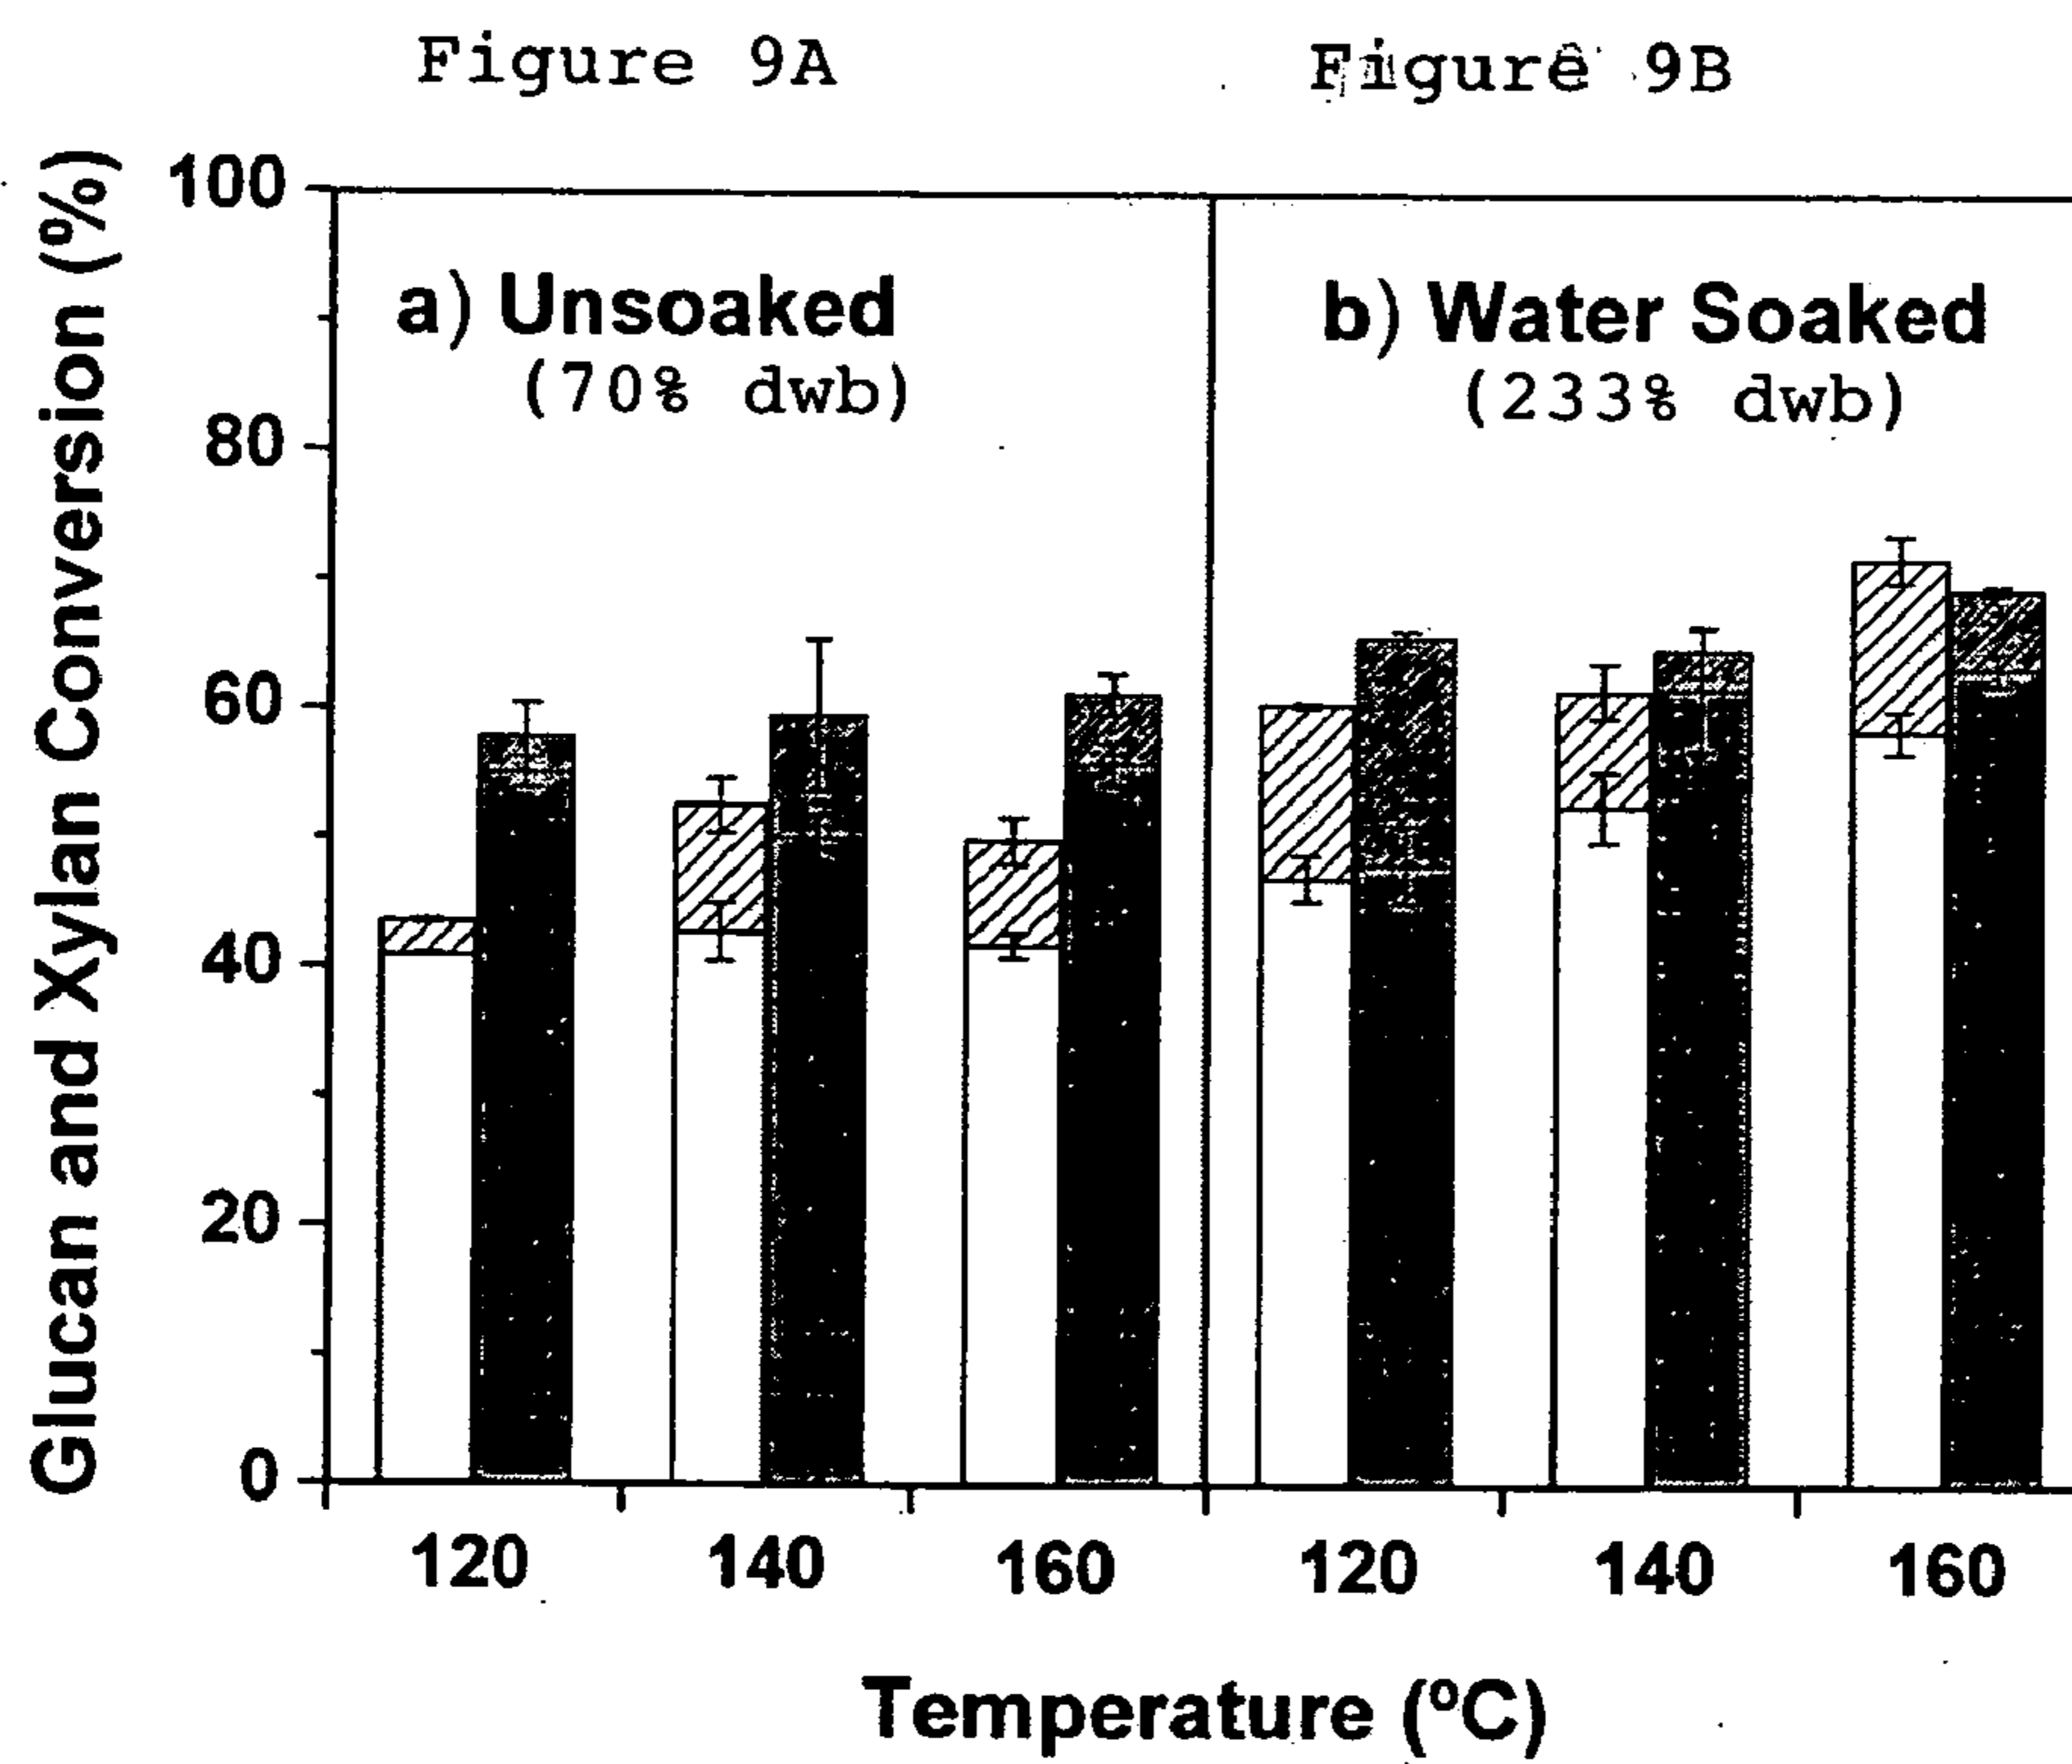 Figure 9A
Figure 9B
Glucan and Xylan Conversion (%)
100
80
60
40
20
0
a) Unsoaked
(70% dwb)
b) Water Soaked
(233% dwb)
120
140
160
120
140
160
Temperature (ºC)